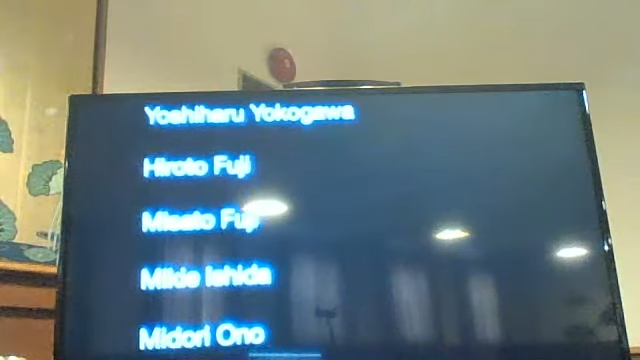 Yoshiharu Yokogawa
Hiroto Fuji
Misato Fuji
Mikie Ishida
Midori Ono